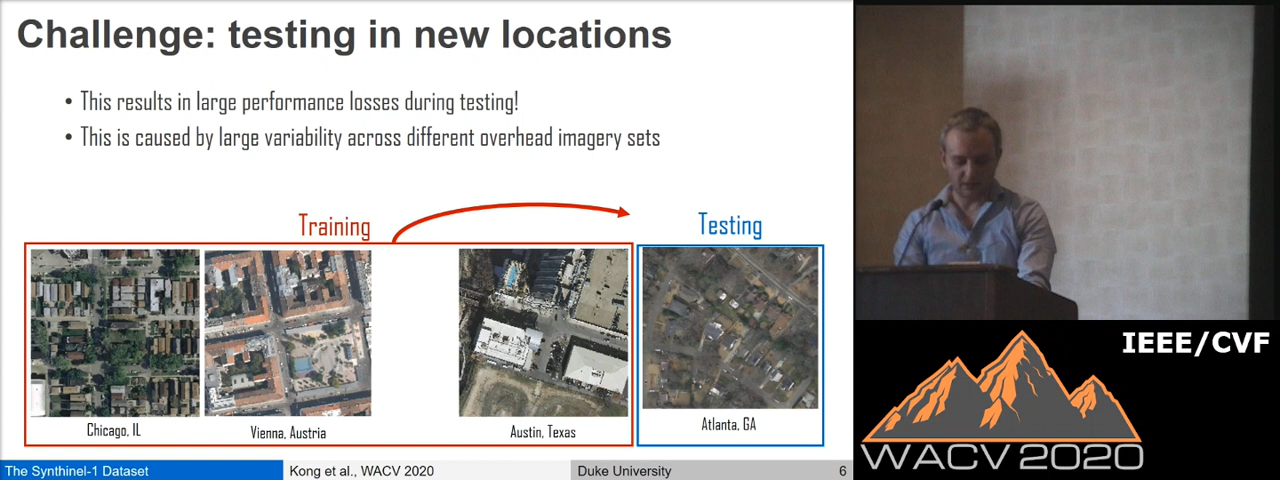 Challenge: testing in new locations
• This results in large performance losses during testing!
• This is caused by large variability across different overhead imagery sets
Training
Testing
Chicago, IL
Vienna, Austria
Austin, Texas
Atlanta, GA
The Synthinel-1 Dataset
Kong et al., WACV 2020
Duke University
6
IEEE/CVF
WACV 2020